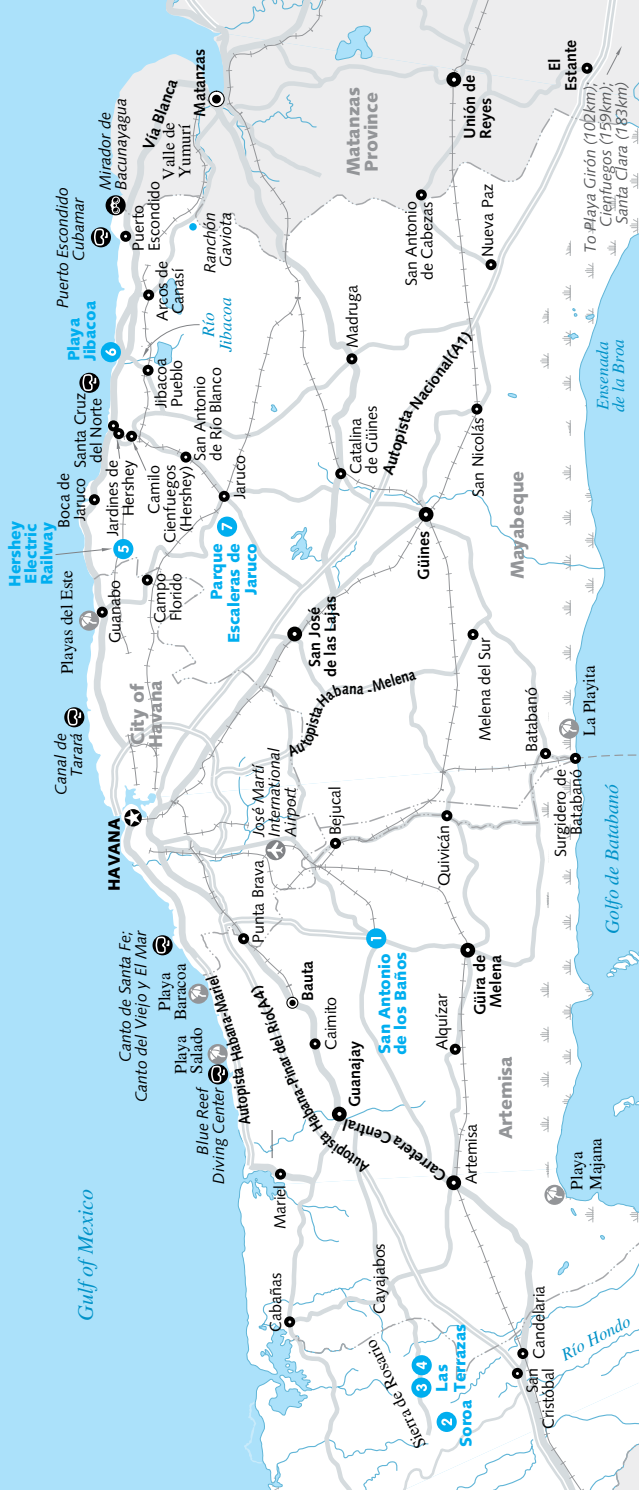 Gulf of Mexico
HAVANA
City of
Havana
Canal de
Tarará
Playas del Este
Guanabo
Hershey
Electric
Railway
5
Boca de
Jaruco
Santa Cruz
del Norte
Jardines de
Hershey
Camilo
Cienfuegos
(Hershey)
Campo
Florido
Playa
Jibacoa
6
Jibacoa
Pueblo
Río
Jibacoa
Arcos de
Canasí
San Antonio
de Río Blanco
Jaruco
7
Parque
Escaleras de
Jaruco
Puerto Escondido
Cubamar
Puerto
Escondido
Mirador de
Bacunayagua
Vía Blanca
Valle de
Yumurí
Matanzas
Ranchón
Gaviota
Matanzas
Province
Unión de
Reyes
El
Estante
To Playa Girón (102km);
Cienfuegos (159km);
Santa Clara (183km)
San Antonio
de Cabezas
Nueva Paz
Madruga
Catalina
de Güines
Autopista Nacional(A1)
San Nicolás
Güines
Mayabeque
Ensenada
de la Broa
San José
de las Lajas
Autopista Habana-Melena
Melena del Sur
Batabanó
La Playita
Surgidero de
Batabanó
Golfo de Batabanó
José Martí
International
Airport
Bejucal
Quivicán
Punta Brava
Canto de Santa Fe;
Canto del Viejo y El Mar
Playa
Baracoa
Playa
Salado
Blue Reef
Diving Center
Autopista-Habana-Mariel
Autopista Habana-Pinar del Río(A4)
Autopista
Bauta
Caimito
Guanajay
1
San Antonio
de los Baños
Güira de
Melena
Alquízar
Artemisa
Carretera Central
Artemisa
Mariel
Cabañas
Cayajabos
Playa
Majana
Sierra de Rosario
3
4
Las
Terrazas
2
Soroa
Candelaria
San
Cristóbal
Río Hondo